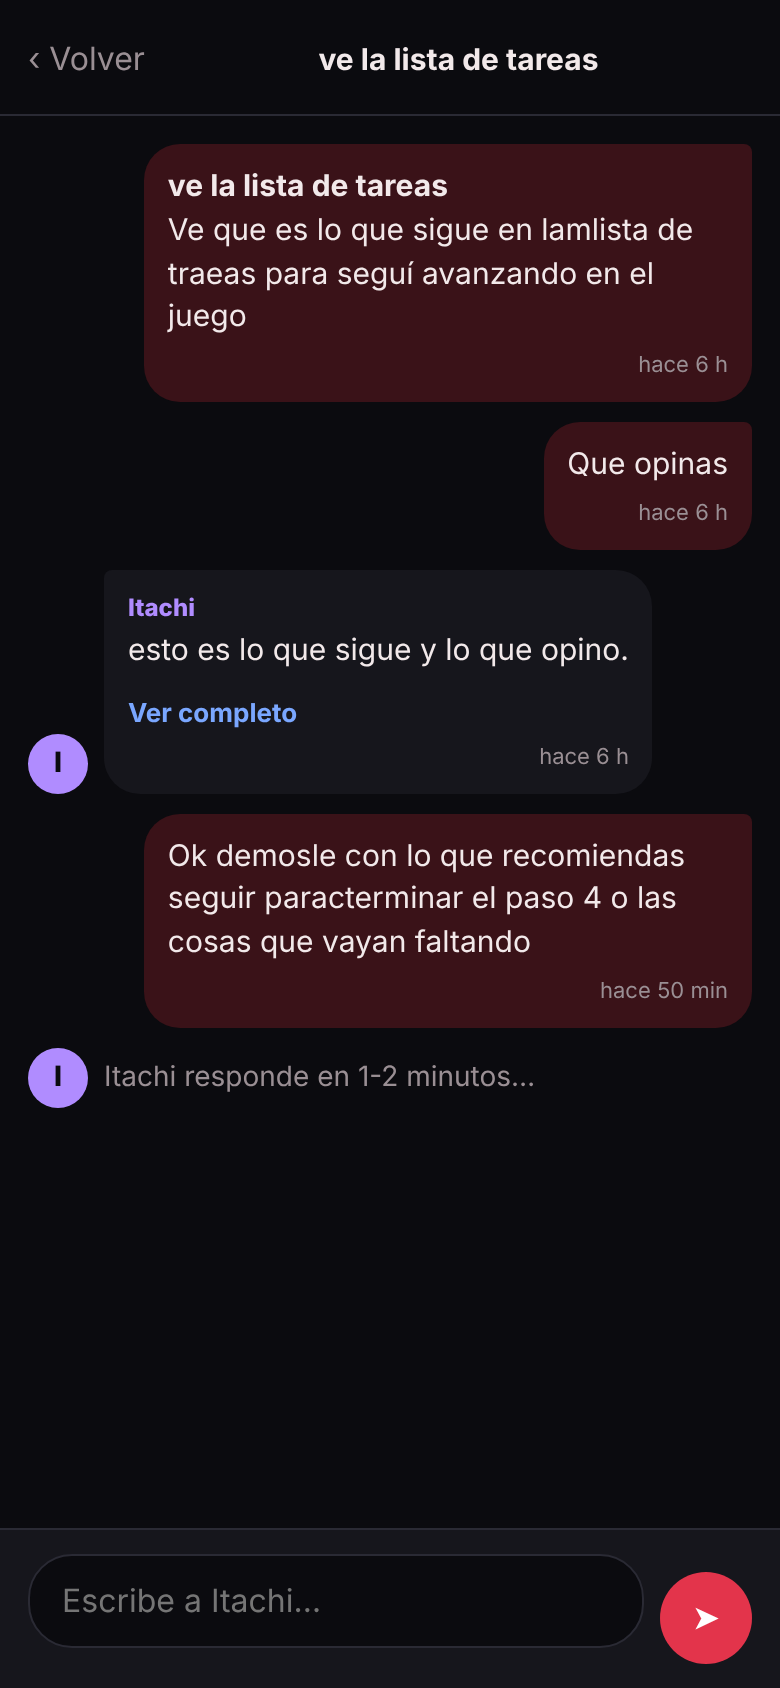 ‹ Volver
ve la lista de tareas
ve la lista de tareas
Ve que es lo que sigue en lamlista de
traeas para seguí avanzando en el
juego
hace 6 h
Que opinas
hace 6 h
Itachi
esto es lo que sigue y lo que opino.
Ver completo
hace 6 h
I
Ok demosle con lo que recomiendas
seguir paracterminar el paso 4 o las
cosas que vayan faltando
hace 50 min
I
Itachi responde en 1-2 minutos...
Escribe a Itachi...